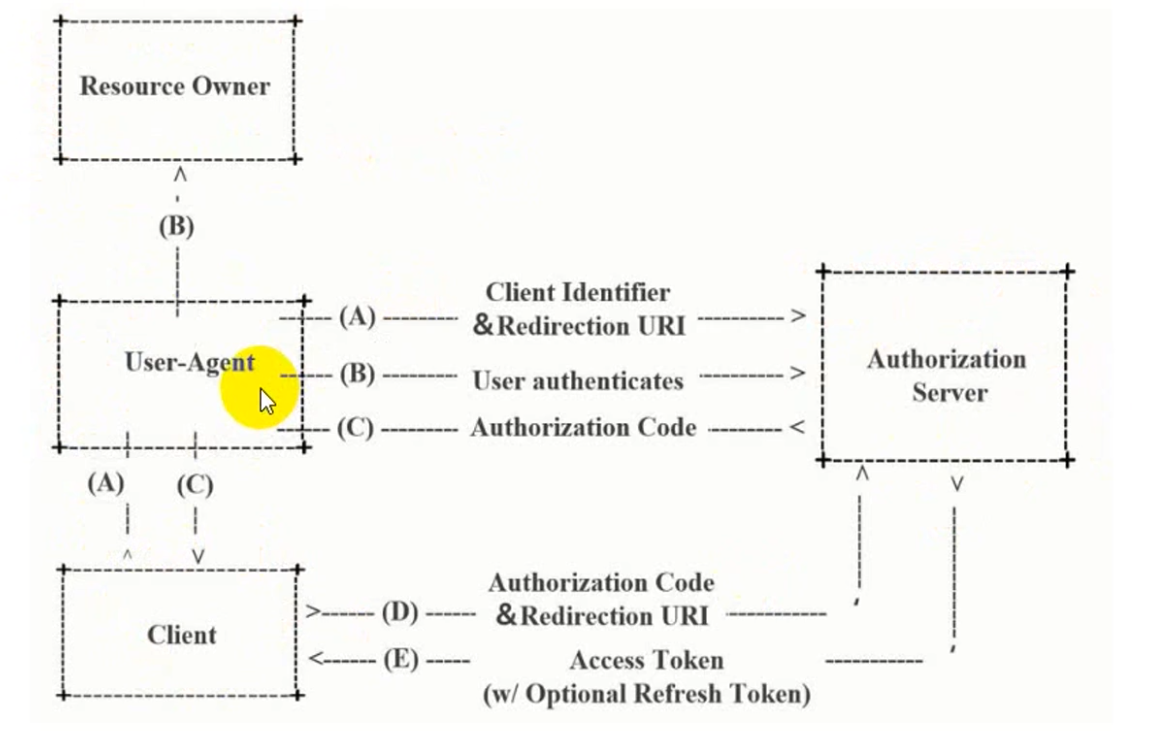 Resource Owner
(B)
Client Identifier
(A) &Redirection URI
User-Agent
(B) User authenticates
Authorization
Server
(C) Authorization Code
(A) (C)
Authorization Code
(D) &Redirection URI
Client
(E) Access Token
(w/ Optional Refresh Token)